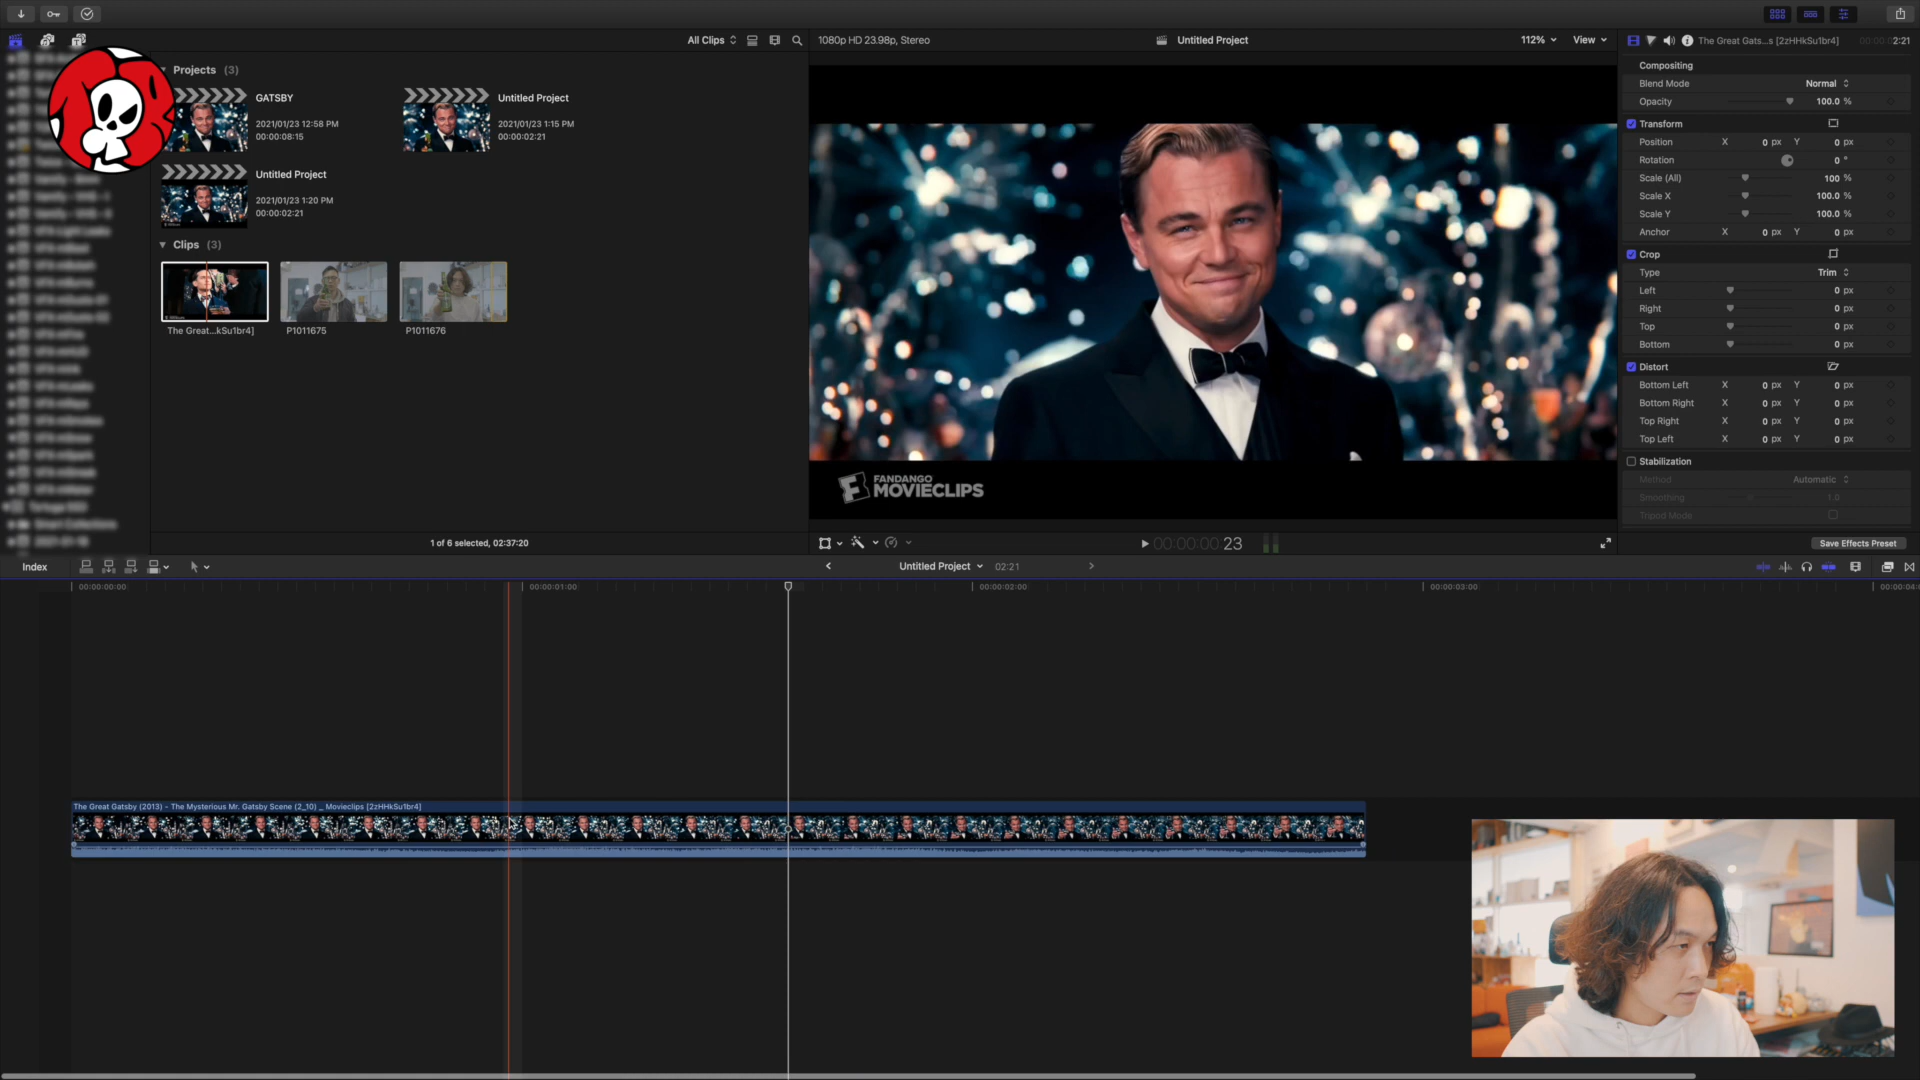 All Clips
1080p HD 23.98p, Stereo
Untitled Project
112%
View
The Great Gats...s [2zHHkSu1br4]
00:00:02:21
Projects (3)
GATSBY
2021/01/23 12:58 PM
00:00:08:15
Untitled Project
2021/01/23 1:15 PM
00:00:02:21
Untitled Project
2021/01/23 1:20 PM
00:00:02:21
Clips (3)
The Great...kSu1br4]
P1011675
P1011676
1 of 6 selected, 02:37:20
FANDANGO
MOVIECLIPS
00:00:00:23
Compositing
Blend Mode Normal
Opacity 100.0 %
Transform
Position X 0 px Y 0 px
Rotation 0 °
Scale (All) 100 %
Scale X 100.0 %
Scale Y 100.0 %
Anchor X 0 px Y 0 px
Crop
Type Trim
Left 0 px
Right 0 px
Top 0 px
Bottom 0 px
Distort
Bottom Left X 0 px Y 0 px
Bottom Right X 0 px Y 0 px
Top Right X 0 px Y 0 px
Top Left X 0 px Y 0 px
Stabilization
Method Automatic
Smoothing 1.0
Tripod Mode
Save Effects Preset
Index
Untitled Project 02:21
00:00:00:00
00:00:01:00
00:00:02:00
00:00:03:00
00:00:04:
The Great Gatsby (2013) - The Mysterious Mr. Gatsby Scene (2_10) _ Movieclips [2zHHkSu1br4]